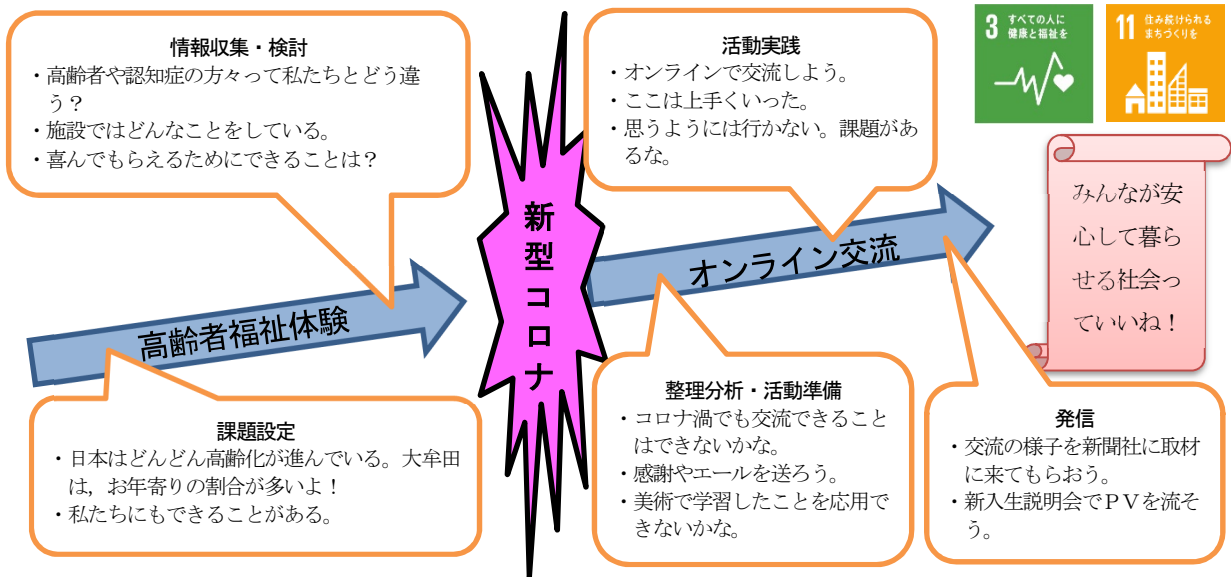 情報収集・検討
・高齢者や認知症の方々って私たちとどう違
う？
・施設ではどんなことをしている。
・喜んでもらえるためにできることは？
高齢者福祉体験
課題設定
・日本はどんどん高齢化が進んでいる。大牟田
は，お年寄りの割合が多いよ！
・私たちにもできることがある。
新型コロナ
活動実践
・オンラインで交流しよう。
・ここは上手くいった。
・思うようには行かない。課題があ
るな。
オンライン交流
整理分析・活動準備
・コロナ渦でも交流できること
はできないかな。
・感謝やエールを送ろう。
・美術で学習したことを応用で
きないかな。
発信
・交流の様子を新聞社に取材
に来てもらおう。
・新入生説明会でＰＶを流そ
う。
3 すべての人に
健康と福祉を
11 住み続けられる
まちづくりを
みんなが安
心して暮ら
せる社会っ
ていいね！